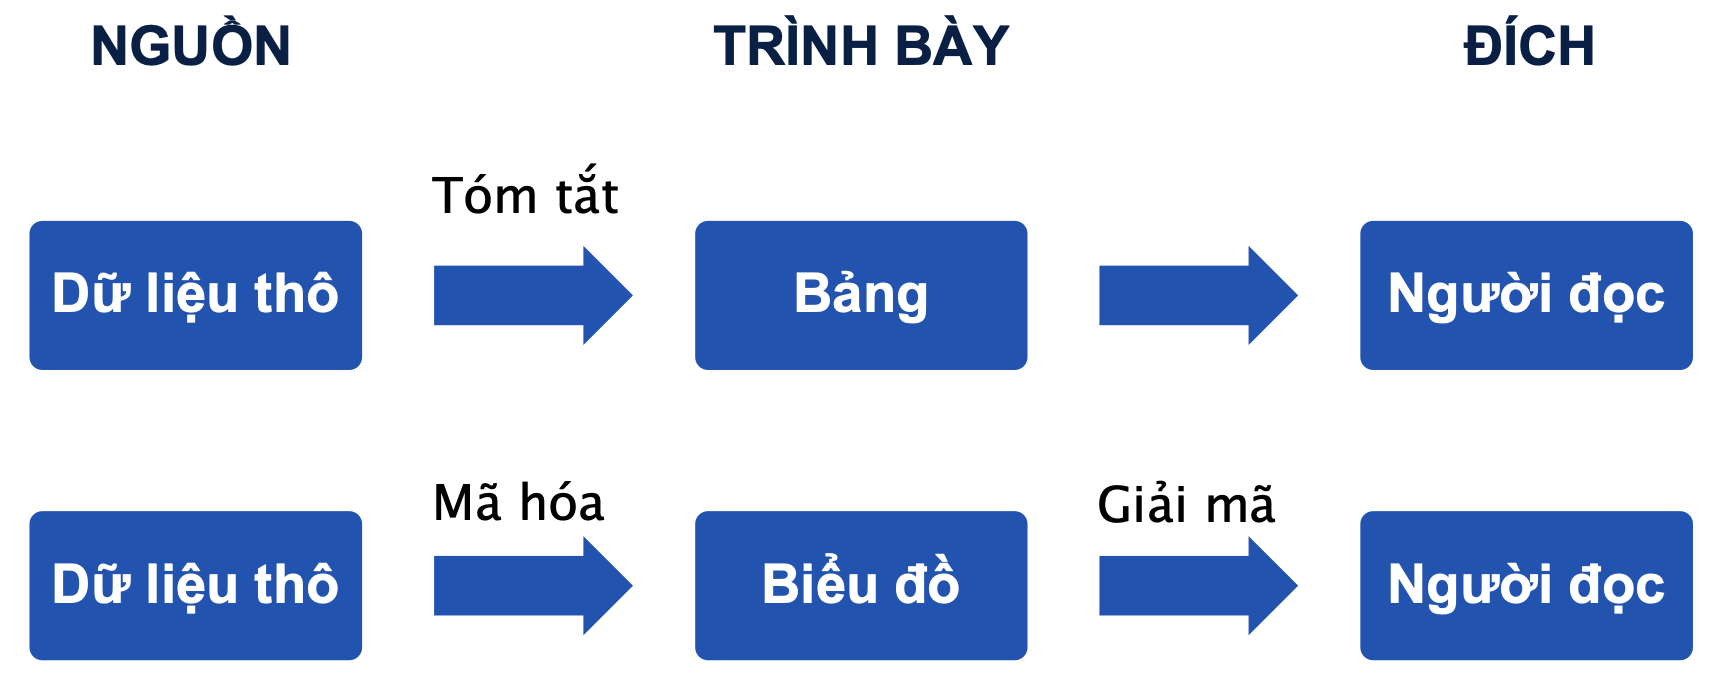 NGUỒN
TRÌNH BÀY
ĐÍCH
Tóm tắt
Dữ liệu thô
Bảng
Người đọc
Mã hóa
Giải mã
Dữ liệu thô
Biểu đồ
Người đọc